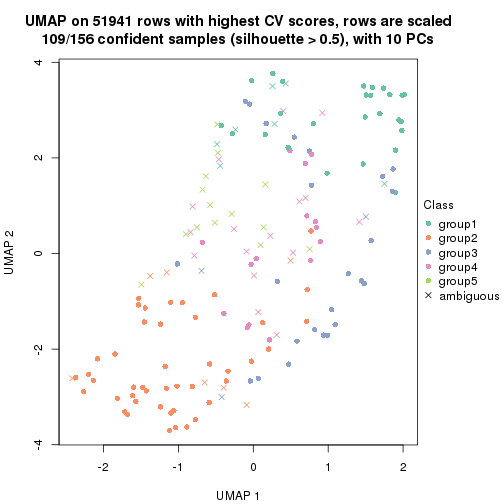 UMAP on 51941 rows with highest CV scores, rows are scaled
109/156 confident samples (silhouette > 0.5), with 10 PCs
4
2
0
-2
-4
UMAP 2
-2
-1
0
1
2
UMAP 1
Class
group1
group2
group3
group4
group5
ambiguous